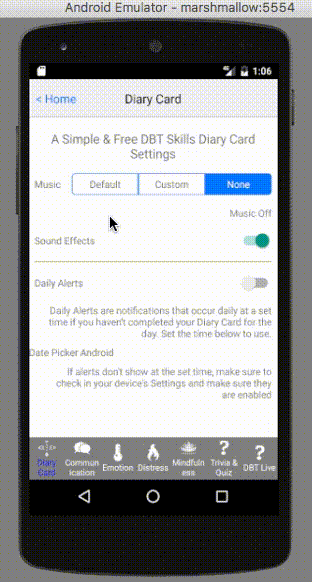 Android Emulator - marshmallow:5554
1:06
< Home
Diary Card
A Simple & Free DBT Skills Diary Card
Settings
Music
Default
Custom
None
Music Off
Sound Effects
Daily Alerts
Daily Alerts are notifications that occur daily at a set
time if you haven't completed your Diary Card for the
day. Set the time below to use.
Date Picker Android
If alerts don't show at the set time, make sure to
check in your device's Settings and make sure they
are enabled
Diary
Card
Commun
ication
Emotion
Distress
Mindfuln
ess
Trivia &
Quiz
DBT Live